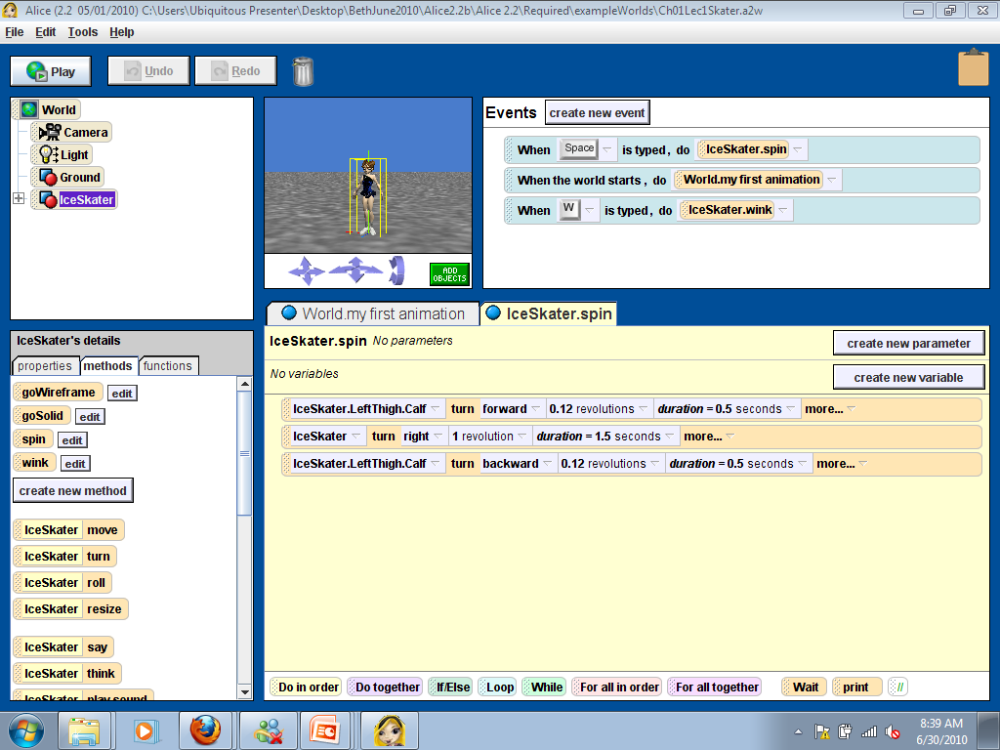 Alice (2.2 05/01/2010) C:\Users\Ubiquitous Presenter\Desktop\BethJune2010\Alice2.2b\Alice 2.2\Required\exampleWorlds\Ch01Lec1Skater.a2w
File Edit Tools Help
Play Undo Redo
World
Camera
Light
Ground
IceSkater
ADD
OBJECTS
Events create new event
When Space is typed, do IceSkater.spin
When the world starts, do World.my first animation
When W is typed, do IceSkater.wink
IceSkater's details
properties methods functions
goWireframe edit
goSolid edit
spin edit
wink edit
create new method
IceSkater move
IceSkater turn
IceSkater roll
IceSkater resize
IceSkater say
IceSkater think
IceSkater play sound
World.my first animation IceSkater.spin
IceSkater.spin No parameters create new parameter
No variables create new variable
IceSkater.LeftThigh.Calf turn forward 0.12 revolutions duration = 0.5 seconds more...
IceSkater turn right 1 revolution duration = 1.5 seconds more...
IceSkater.LeftThigh.Calf turn backward 0.12 revolutions duration = 0.5 seconds more...
Do in order Do together If/Else Loop While For all in order For all together Wait print //
8:39 AM
6/30/2010